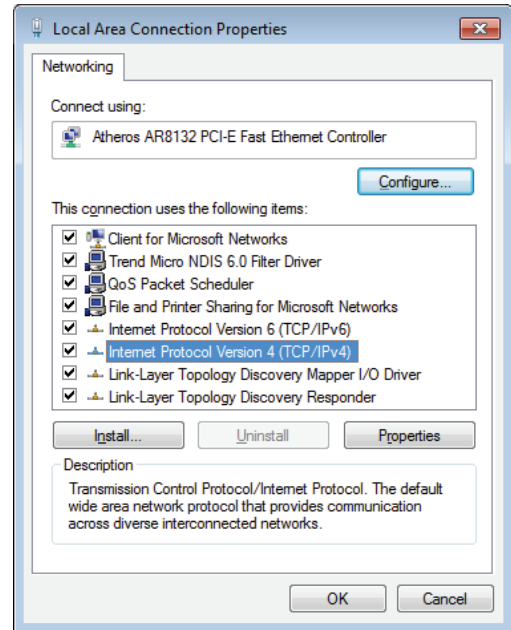 Local Area Connection Properties
Networking
Connect using:
Atheros AR8132 PCI-E Fast Ethernet Controller
Configure...
This connection uses the following items:
Client for Microsoft Networks
Trend Micro NDIS 6.0 Filter Driver
QoS Packet Scheduler
File and Printer Sharing for Microsoft Networks
Internet Protocol Version 6 (TCP/IPv6)
Internet Protocol Version 4 (TCP/IPv4)
Link-Layer Topology Discovery Mapper I/O Driver
Link-Layer Topology Discovery Responder
Install... Uninstall Properties
Description
Transmission Control Protocol/Internet Protocol. The default
wide area network protocol that provides communication
across diverse interconnected networks.
OK Cancel